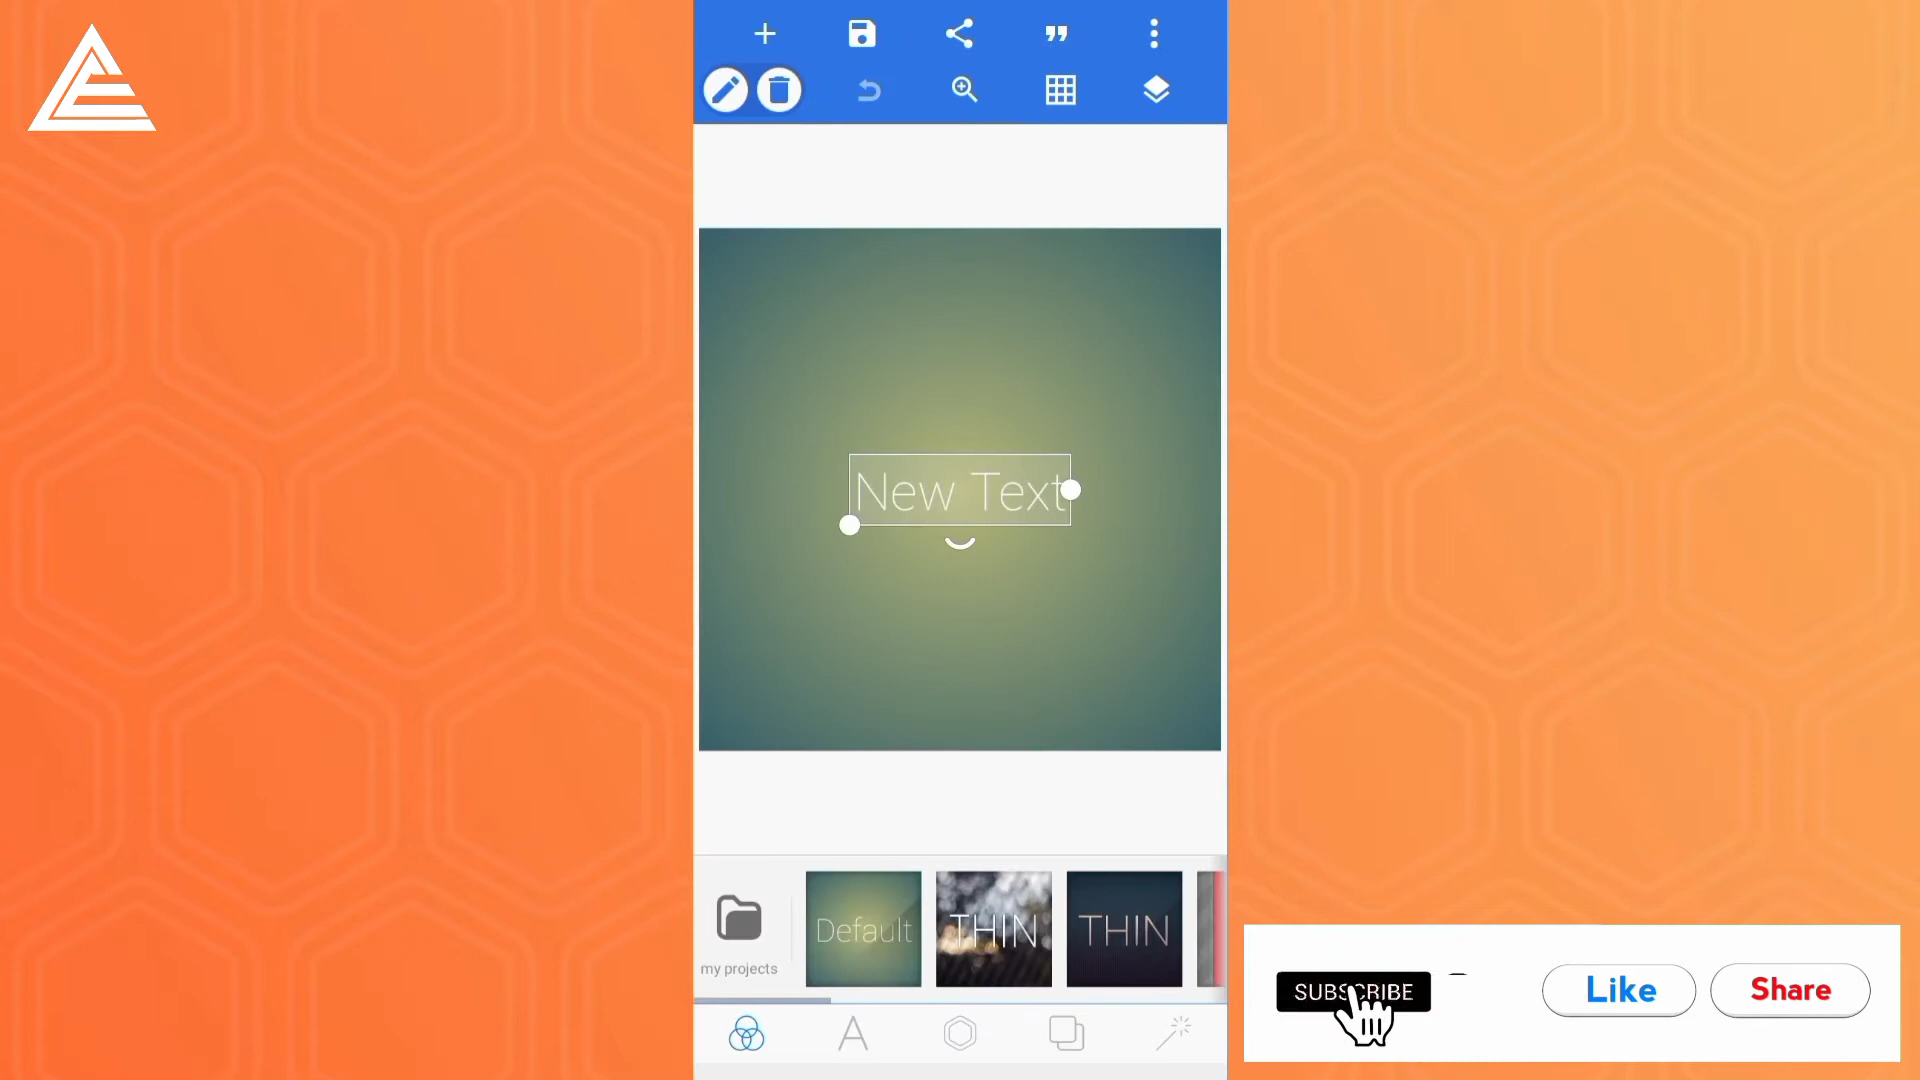 New Text
my projects
Default
THIN
THIN
SUBSCRIBE
Like
Share